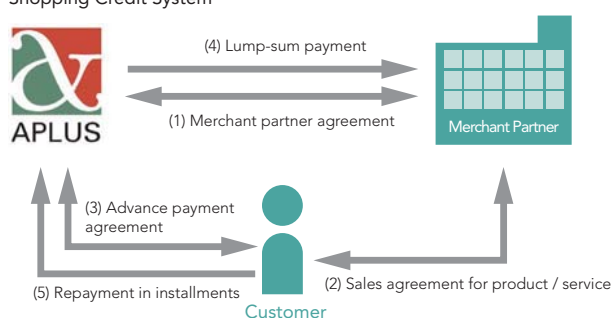 Shopping Credit System
(4) Lump-sum payment
(1) Merchant partner agreement
APLUS
Merchant Partner
(3) Advance payment
agreement
(2) Sales agreement for product / service
(5) Repayment in installments
Customer